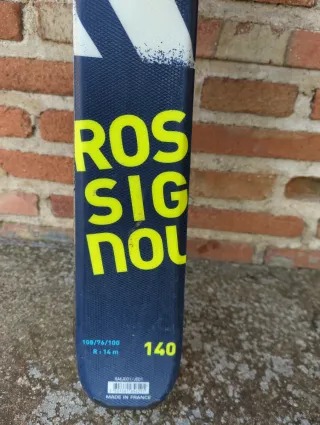 ROS
SIG
nOL
108/76/100
R : 14 m
140
MADE IN FRANCE